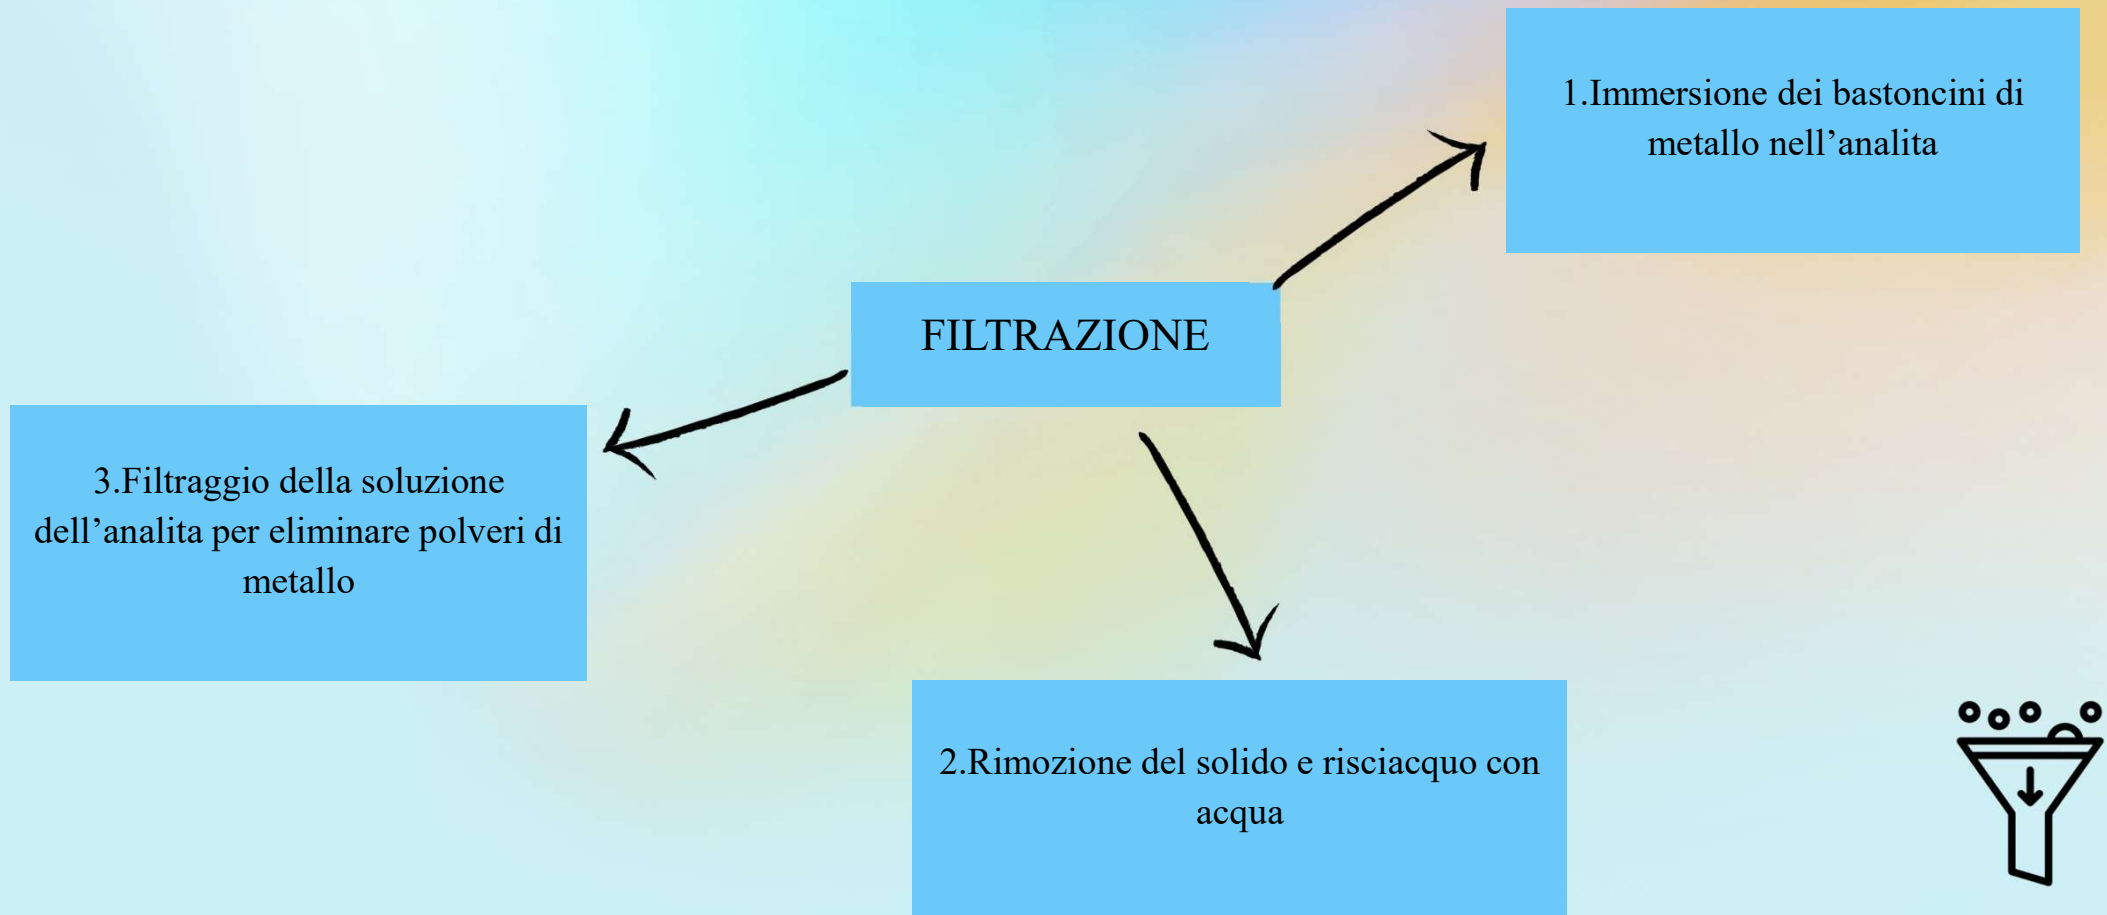 1.Immersione dei bastoncini di
metallo nell’analita
FILTRAZIONE
3.Filtraggio della soluzione
dell’analita per eliminare polveri di
metallo
2.Rimozione del solido e risciacquo con
acqua